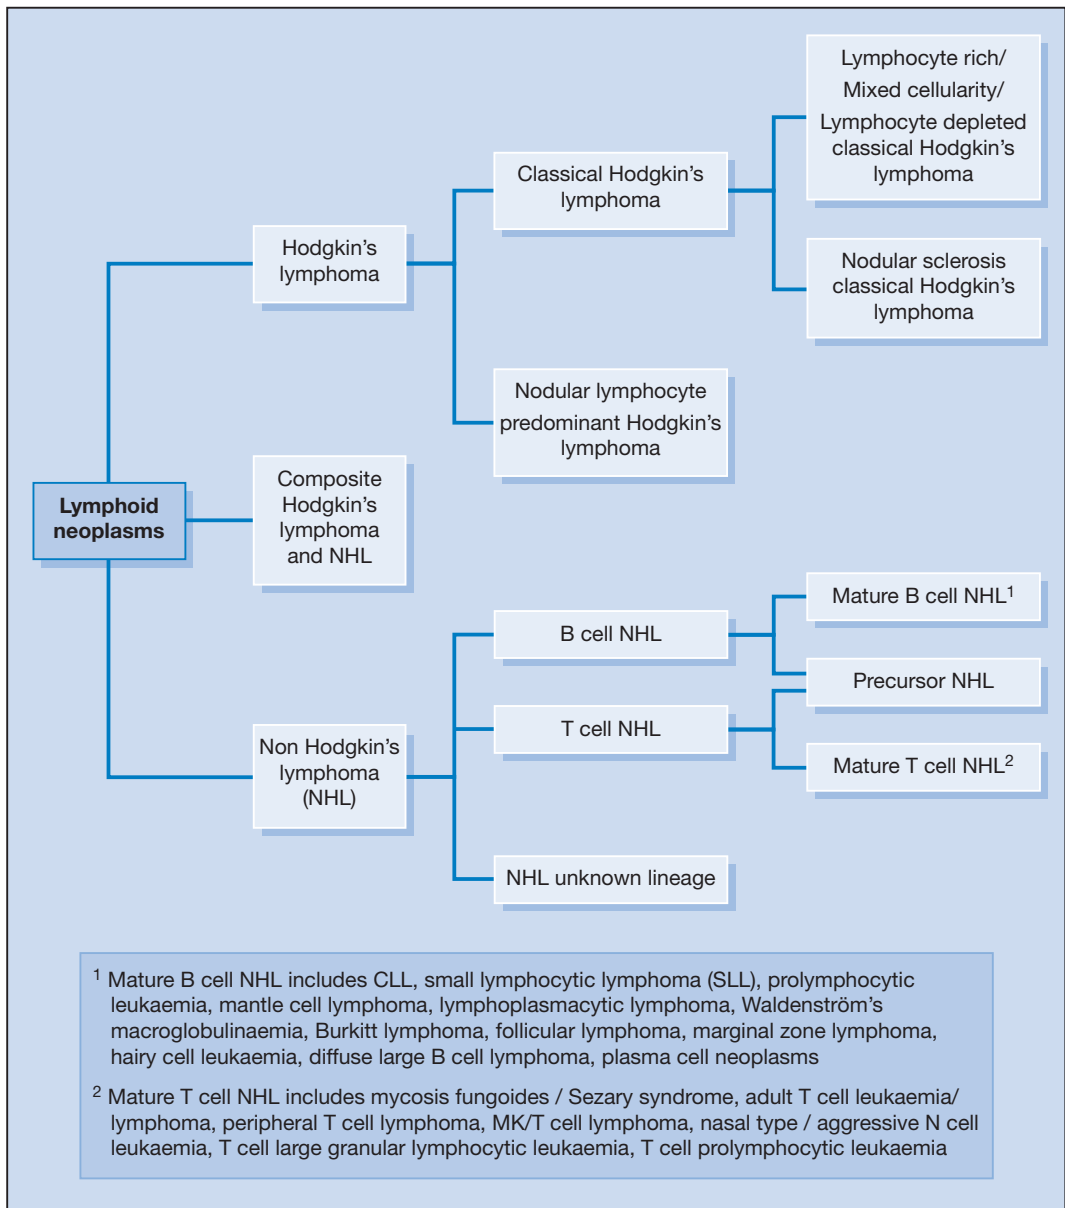 Lymphocyte rich/
Mixed cellularity/
Lymphocyte depleted
classical Hodgkin’s
lymphoma
Classical Hodgkin’s
lymphoma
Hodgkin’s
lymphoma
Nodular sclerosis
classical Hodgkin’s
lymphoma
Nodular lymphocyte
predominant Hodgkin’s
lymphoma
Lymphoid
neoplasms
Composite
Hodgkin’s
lymphoma
and NHL
Mature B cell NHL¹
B cell NHL
Precursor NHL
T cell NHL
Non Hodgkin’s
lymphoma
(NHL)
Mature T cell NHL²
NHL unknown lineage
¹ Mature B cell NHL includes CLL, small lymphocytic lymphoma (SLL), prolymphocytic
leukaemia, mantle cell lymphoma, lymphoplasmacytic lymphoma, Waldenström’s
macroglobulinaemia, Burkitt lymphoma, follicular lymphoma, marginal zone lymphoma,
hairy cell leukaemia, diffuse large B cell lymphoma, plasma cell neoplasms
² Mature T cell NHL includes mycosis fungoides / Sezary syndrome, adult T cell leukaemia/
lymphoma, peripheral T cell lymphoma, MK/T cell lymphoma, nasal type / aggressive N cell
leukaemia, T cell large granular lymphocytic leukaemia, T cell prolymphocytic leukaemia